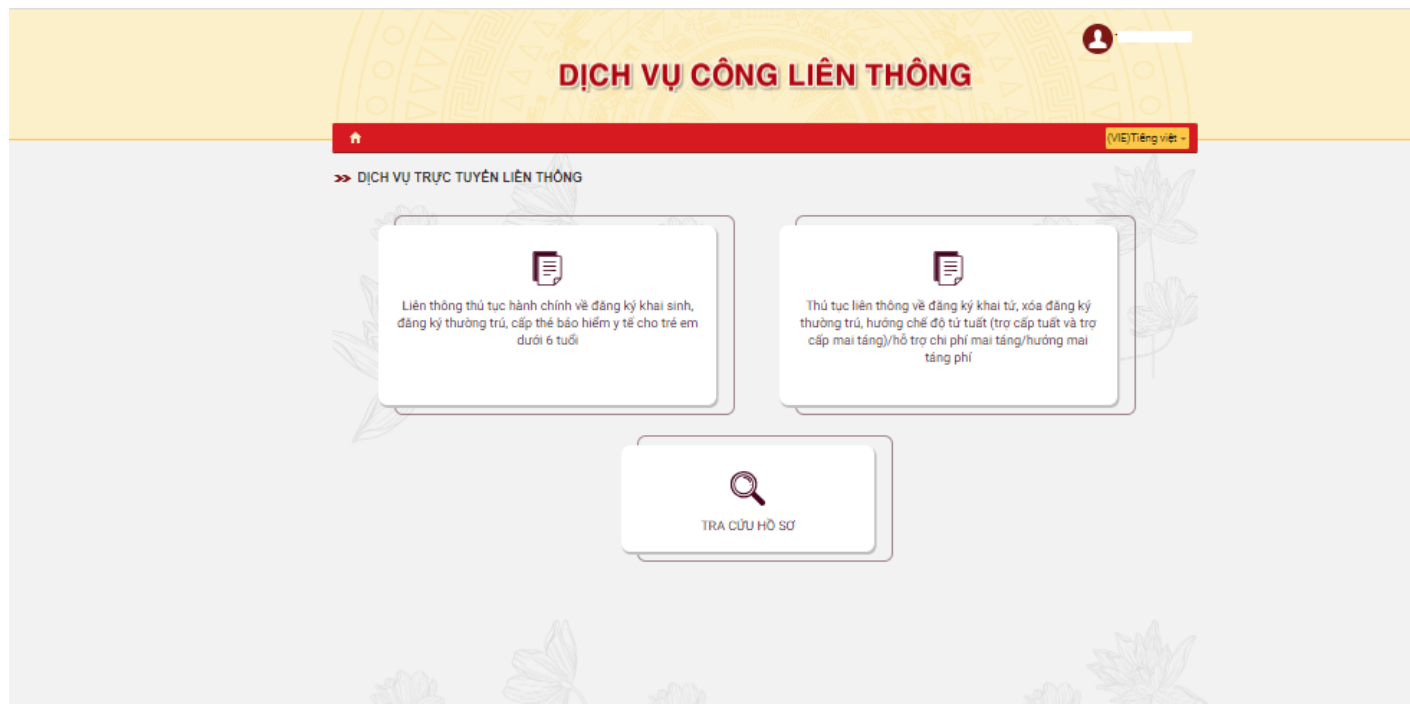 DỊCH VỤ CÔNG LIÊN THÔNG
(VIE)Tiếng việt
DỊCH VỤ TRỰC TUYẾN LIÊN THÔNG
Liên thông thủ tục hành chính về đăng ký khai sinh,
đăng ký thường trú, cấp thẻ bảo hiểm y tế cho trẻ em
dưới 6 tuổi
Thủ tục liên thông về đăng ký khai tử, xóa đăng ký
thường trú, hưởng chế độ tử tuất (trợ cấp tuất và trợ
cấp mai táng)/hỗ trợ chi phí mai táng/hưởng mai
táng phí
TRA CỨU HỒ SƠ